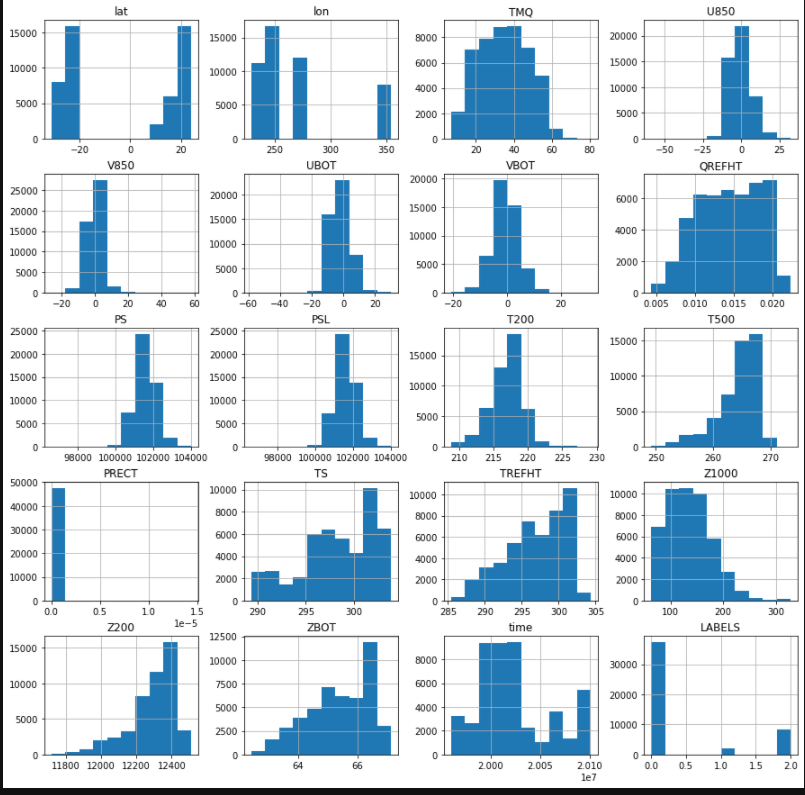 lat lon TMQ U850
15000 10000 5000 0 −20 0 20
15000 10000 5000 0 250 300 350
8000 6000 4000 2000 0 20 40 60 80
20000 15000 10000 5000 0 −50 −25 0 25
V850 UBOT VBOT QREFHT
25000 20000 15000 10000 5000 0 −20 0 20 40 60
20000 15000 10000 5000 0 −60 −40 −20 0 20
20000 15000 10000 5000 0 −20 0 20
6000 4000 2000 0 0.005 0.010 0.015 0.020
PS PSL T200 T500
25000 20000 15000 10000 5000 0 98000 100000 102000 104000
25000 20000 15000 10000 5000 0 98000 100000 102000 104000
15000 10000 5000 0 210 215 220 225 230
15000 10000 5000 0 250 260 270
PRECT TS TREFHT Z1000
50000 40000 30000 20000 10000 0 0.0 0.5 1.0 1.5
1e−5
10000 8000 6000 4000 2000 0 290 295 300
10000 8000 6000 4000 2000 0 285 290 295 300 305
10000 8000 6000 4000 2000 0 100 200 300
Z200 ZBOT time LABELS
15000 10000 5000 0 11800 12000 12200 12400
12500 10000 7500 5000 2500 0 64 66
8000 6000 4000 2000 0 2.000 2.005 2.010
1e7
30000 20000 10000 0 0.0 0.5 1.0 1.5 2.0